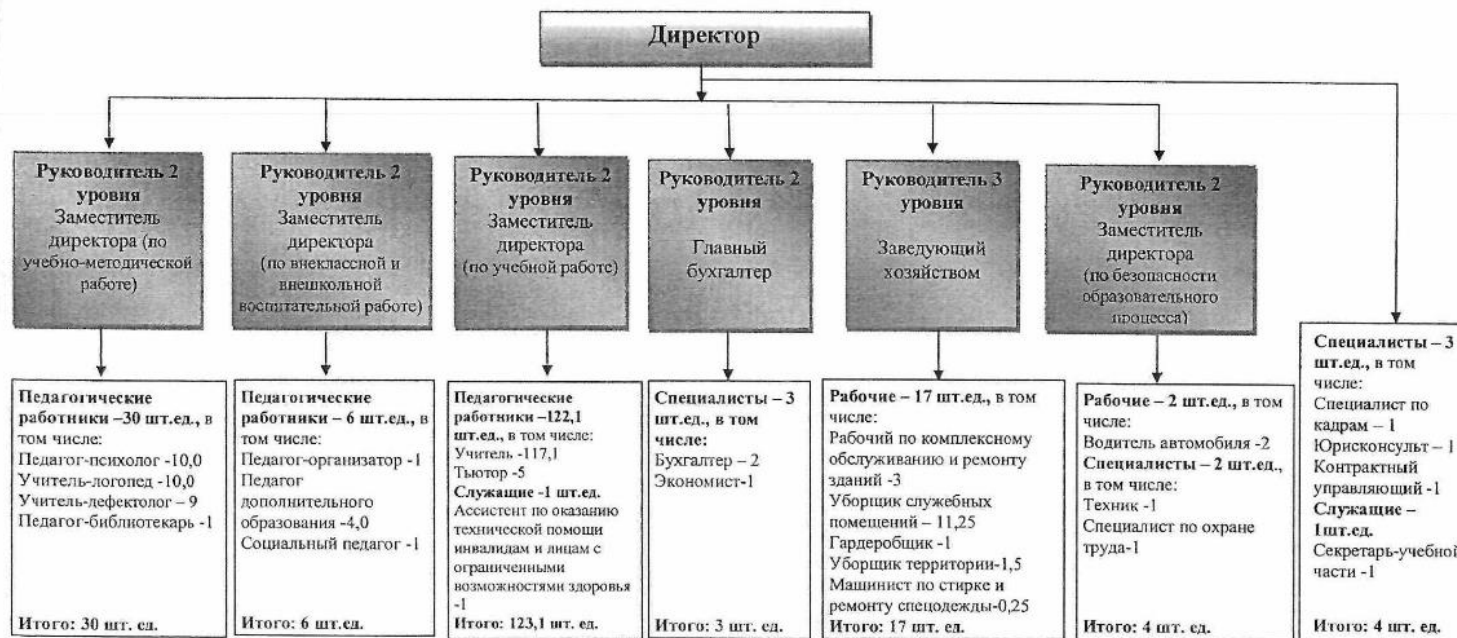 Директор
Руководитель 2
уровня
Заместитель
директора (по
учебно-методической
работе)
Руководитель 2
уровня
Заместитель
директора
(по внеклассной и
внешкольной
воспитательной работе)
Руководитель 2
уровня
Заместитель
директора
(по учебной работе)
Руководитель 2
уровня
Главный
бухгалтер
Руководитель 3
уровня
Заведующий
хозяйством
Руководитель 2
уровня
Заместитель
директора
(по безопасности
образовательного
процесса)
Педагогические
работники –30 шт.ед., в
том числе:
Педагог-психолог -10,0
Учитель-логопед -10,0
Учитель-дефектолог – 9
Педагог-библиотекарь -1
Итого: 30 шт. ед.
Педагогические
работники – 6 шт.ед., в
том числе:
Педагог-организатор -1
Педагог
дополнительного
образования -4,0
Социальный педагог -1
Итого: 6 шт.ед.
Педагогические
работники –122,1
шт.ед., в том числе:
Учитель -117,1
Тьютор -5
Служащие -1 шт.ед.
Ассистент по оказанию
технической помощи
инвалидам и лицам с
ограниченными
возможностями здоровья
-1
Итого: 123,1 шт. ед.
Специалисты – 3
шт.ед., в том
числе:
Бухгалтер – 2
Экономист-1
Итого: 3 шт. ед.
Рабочие – 17 шт.ед., в том
числе:
Рабочий по комплексному
обслуживанию и ремонту
зданий -3
Уборщик служебных
помещений – 11,25
Гардеробщик -1
Уборщик территории-1,5
Машинист по стирке и
ремонту спецодежды-0,25
Итого: 17 шт. ед.
Рабочие – 2 шт.ед., в том
числе:
Водитель автомобиля -2
Специалисты – 2 шт.ед.,
в том числе:
Техник -1
Специалист по охране
труда-1
Итого: 4 шт. ед.
Специалисты – 3
шт.ед., в том
числе:
Специалист по
кадрам – 1
Юрисконсульт – 1
Контрактный
управляющий -1
Служащие –
1шт.ед.
Секретарь-учебной
части -1
Итого: 4 шт. ед.